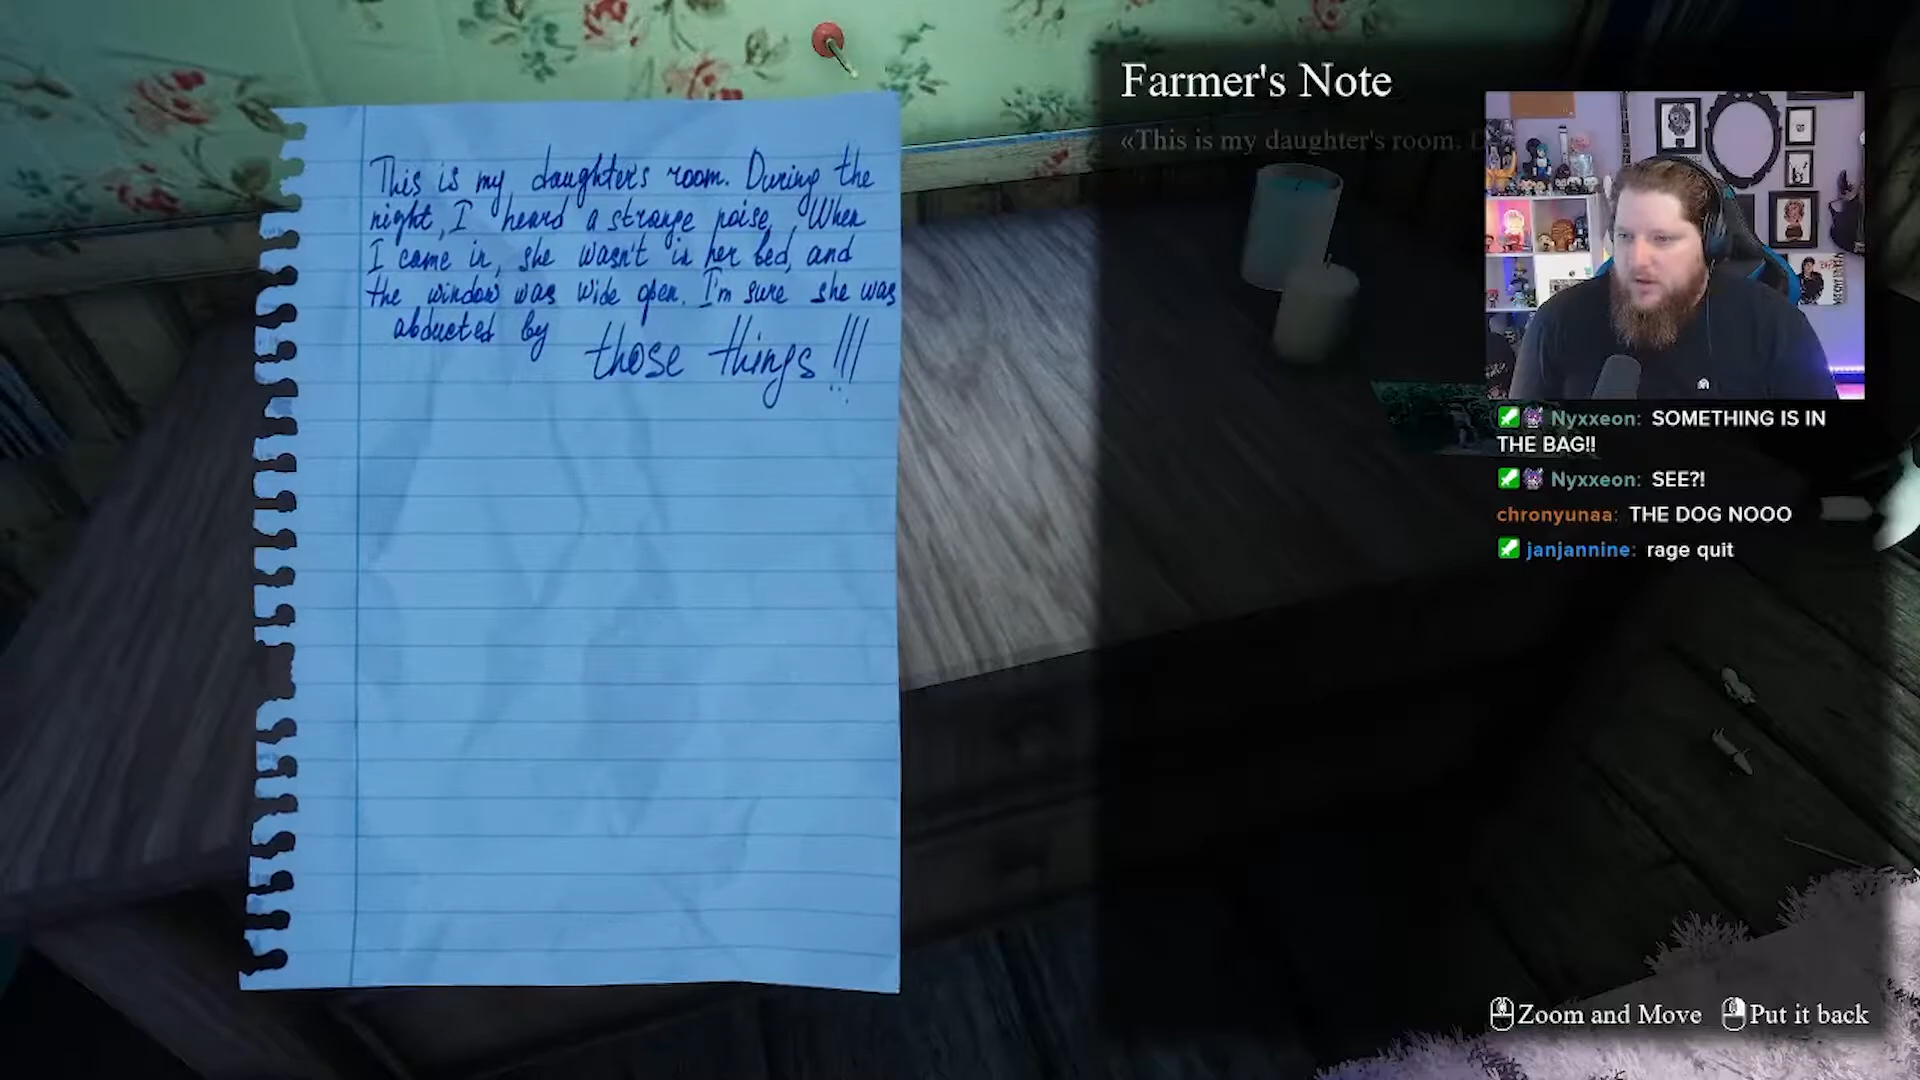 This is my daughter's room. During the
night, I heard a strange noise. When
I came in, she wasn't in her bed, and
the window was wide open. I'm sure she was
abducted by
those things!!!
Farmer's Note
«This is my daughter's room. D
Nyxxeon: SOMETHING IS IN
THE BAG!!
Nyxxeon: SEE?!
chronyunaa: THE DOG NOOO
janjannine: rage quit
Zoom and Move Put it back